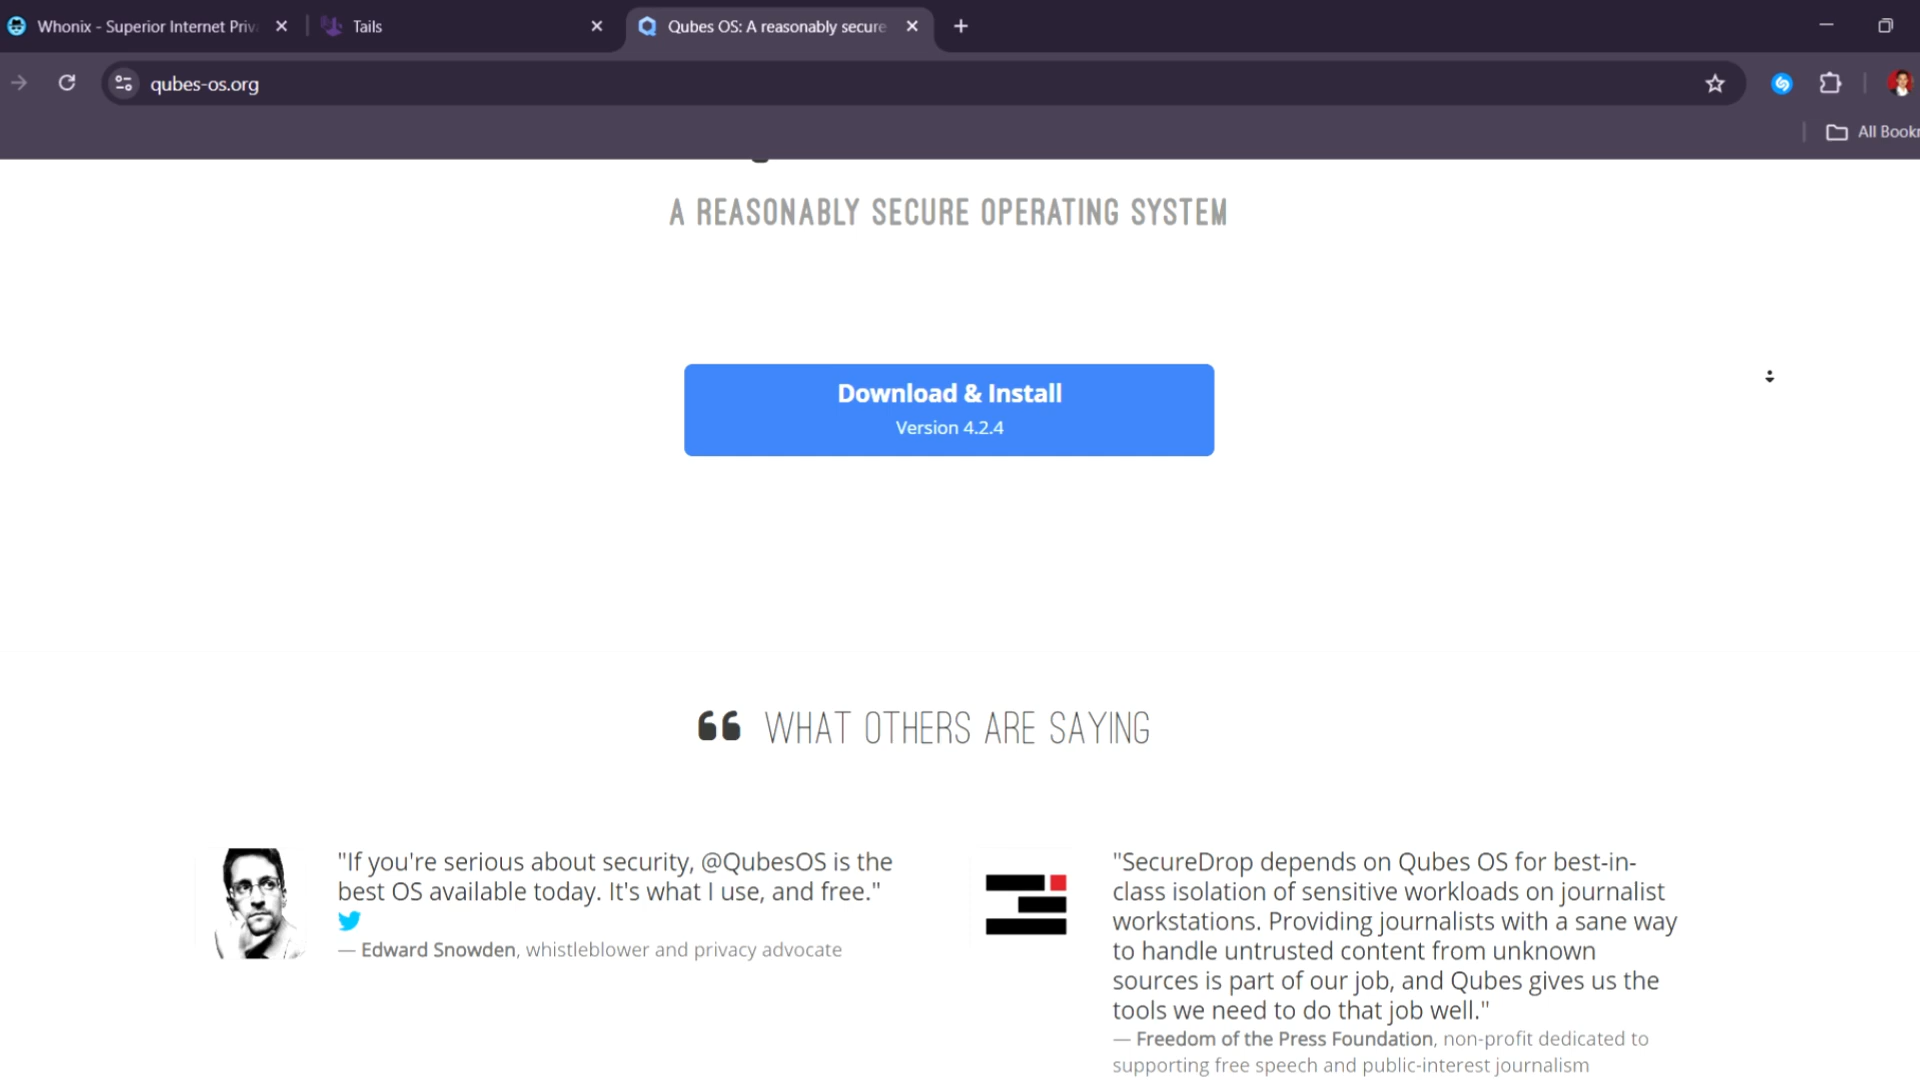 Whonix - Superior Internet Priv
Tails
Qubes OS: A reasonably secure
qubes-os.org
All Bookr
A REASONABLY SECURE OPERATING SYSTEM
Download & Install
Version 4.2.4
WHAT OTHERS ARE SAYING
"If you're serious about security, @QubesOS is the
best OS available today. It's what I use, and free."
— Edward Snowden, whistleblower and privacy advocate
"SecureDrop depends on Qubes OS for best-in-
class isolation of sensitive workloads on journalist
workstations. Providing journalists with a sane way
to handle untrusted content from unknown
sources is part of our job, and Qubes gives us the
tools we need to do that job well."
— Freedom of the Press Foundation, non-profit dedicated to
supporting free speech and public-interest journalism